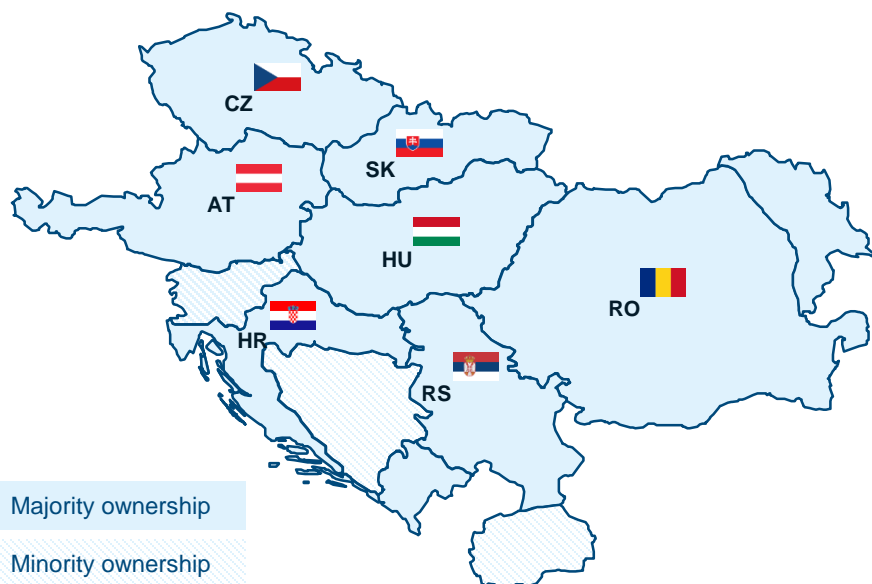 CZ
SK
AT
HU
RO
HR
RS
Majority ownership
Minority ownership